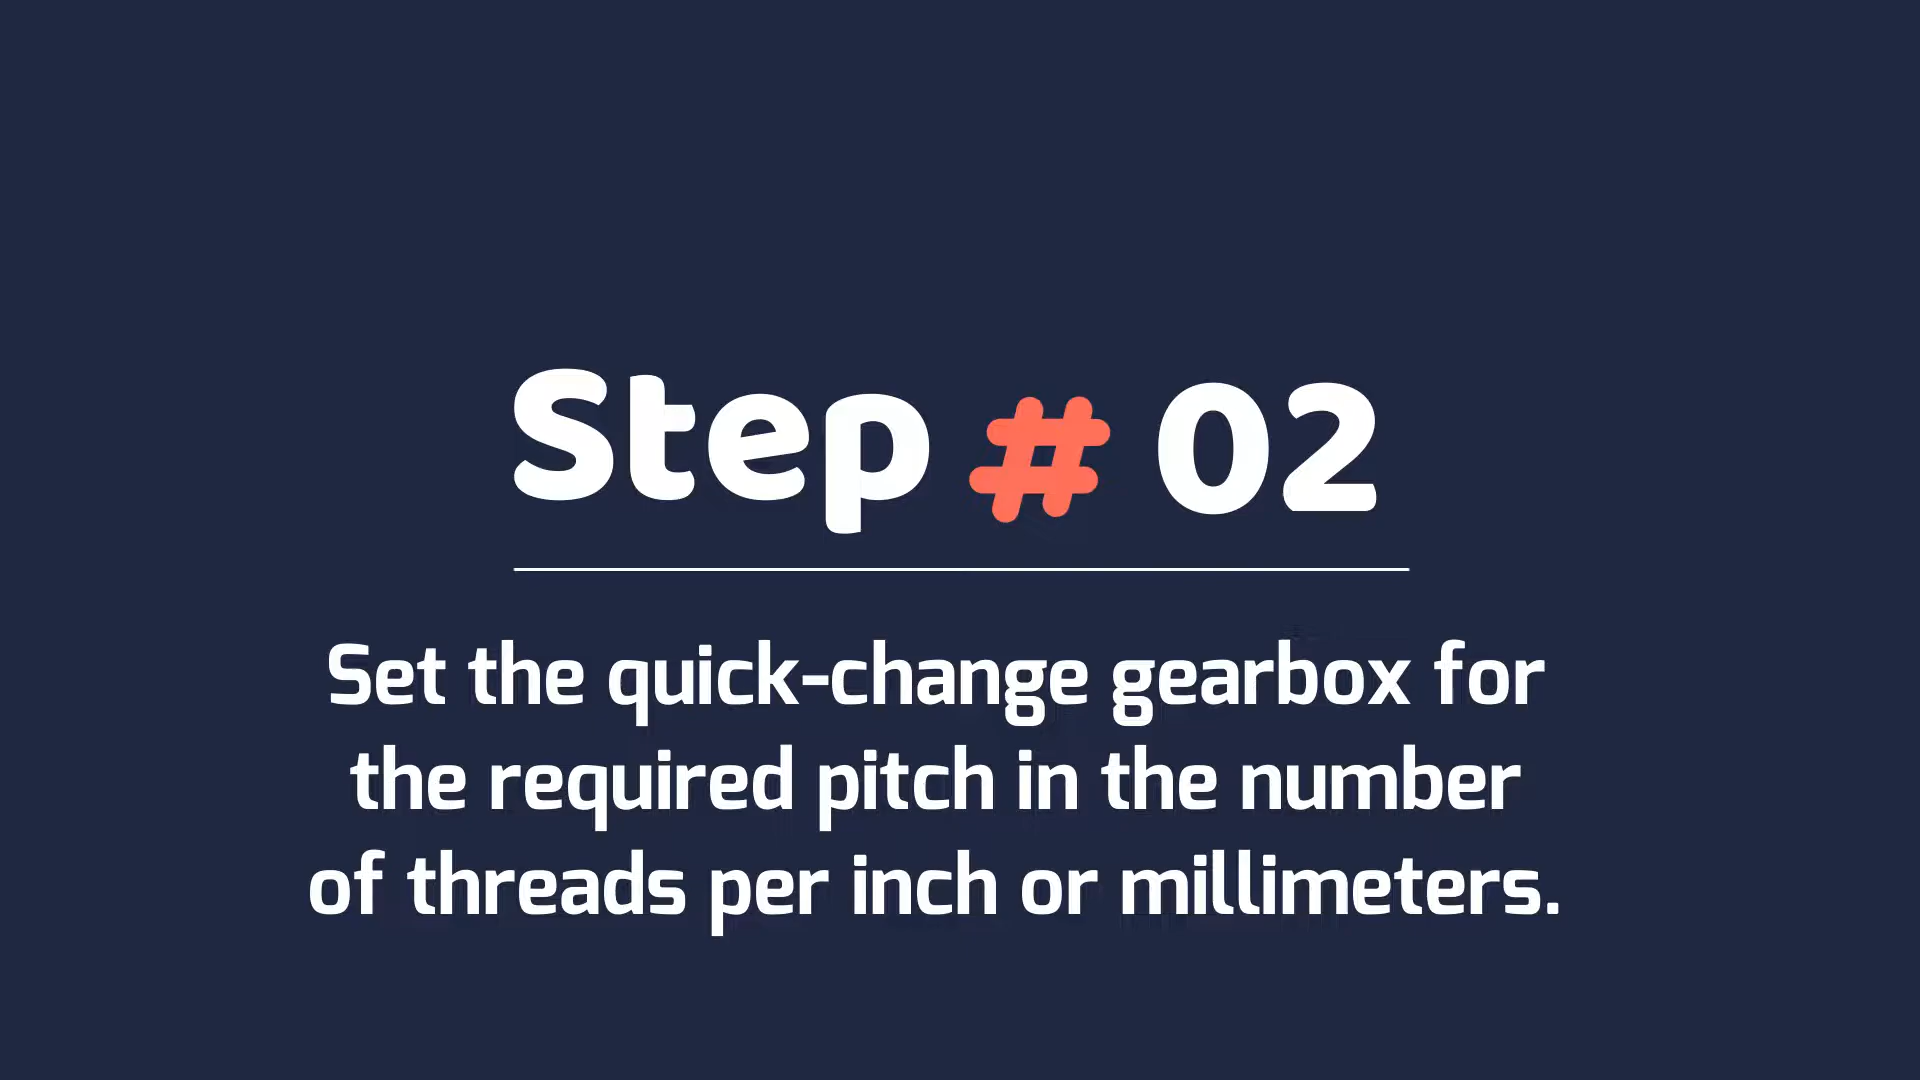 Step # 02
Set the quick-change gearbox for
the required pitch in the number
of threads per inch or millimeters.